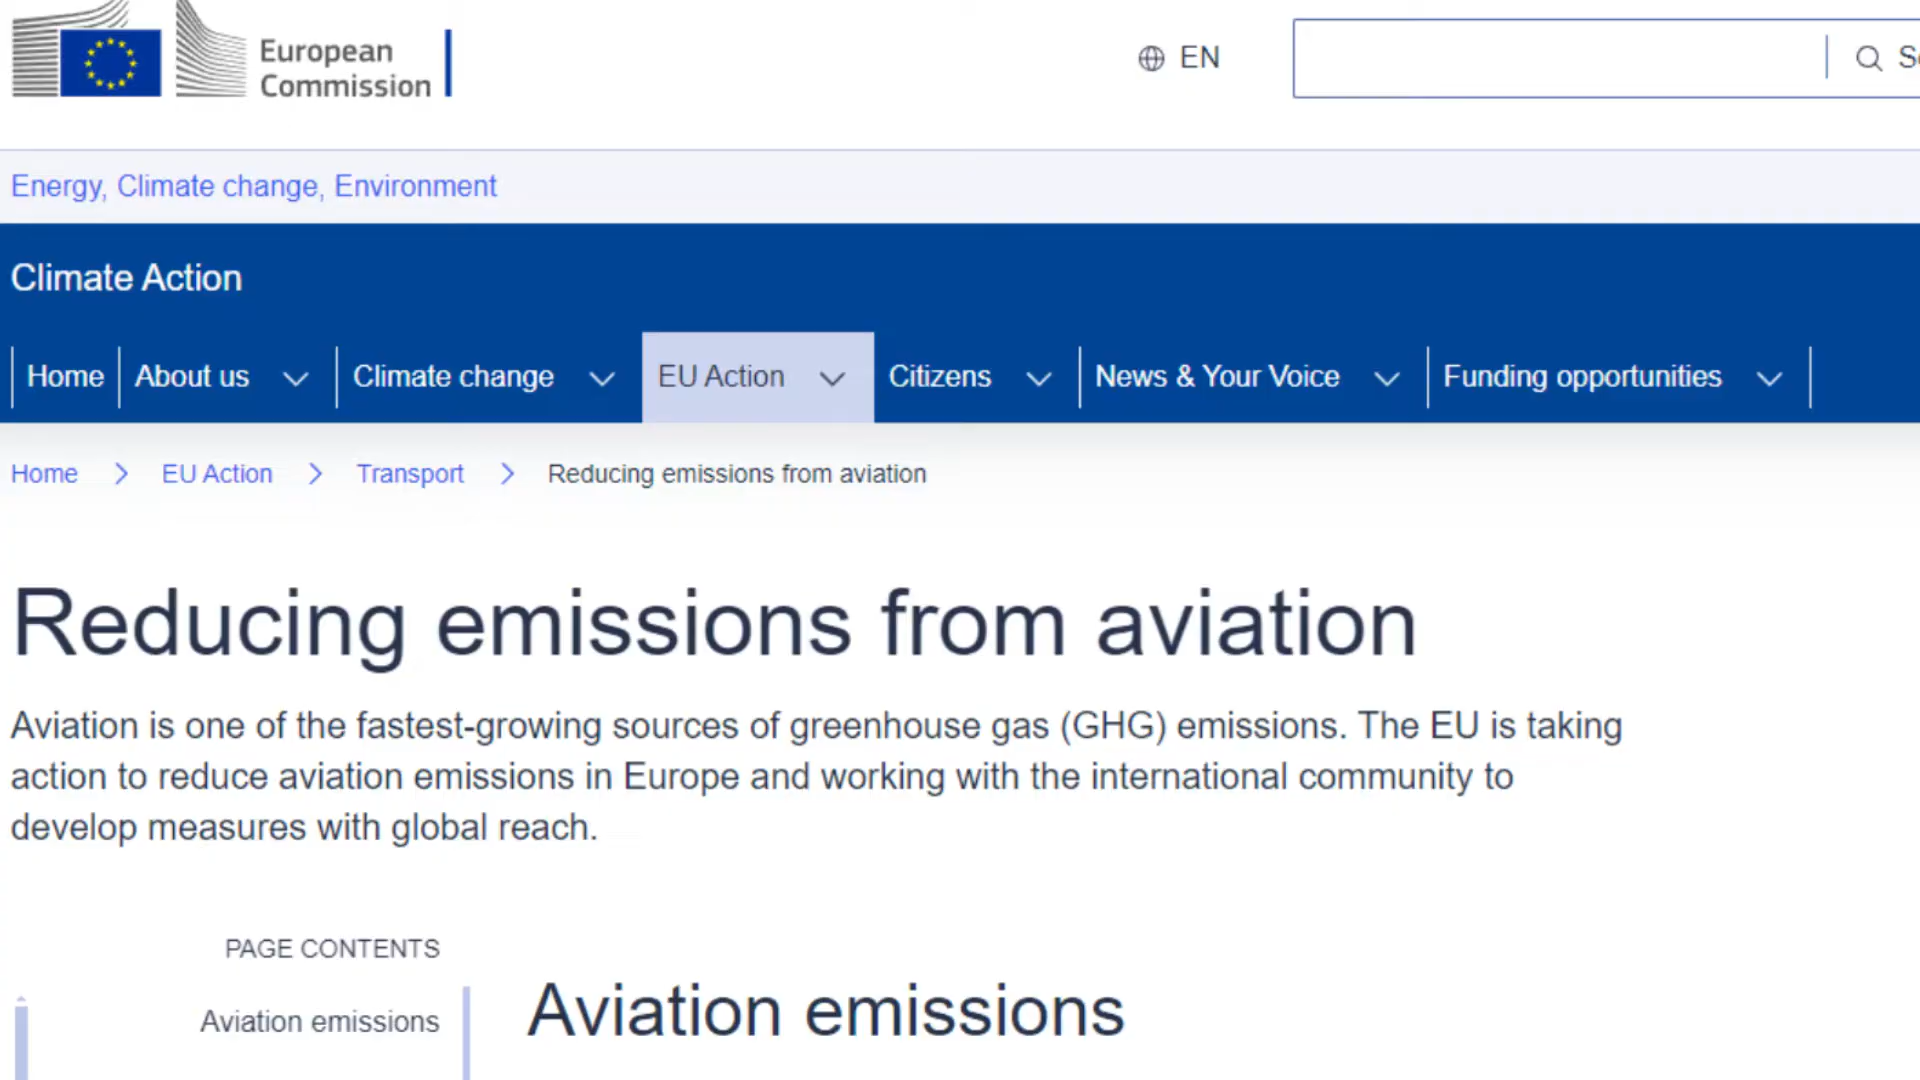 European
Commission
EN
Energy, Climate change, Environment
Climate Action
Home About us Climate change EU Action Citizens News & Your Voice Funding opportunities
Home EU Action Transport Reducing emissions from aviation
Reducing emissions from aviation
Aviation is one of the fastest-growing sources of greenhouse gas (GHG) emissions. The EU is taking
action to reduce aviation emissions in Europe and working with the international community to
develop measures with global reach.
PAGE CONTENTS
Aviation emissions
Aviation emissions